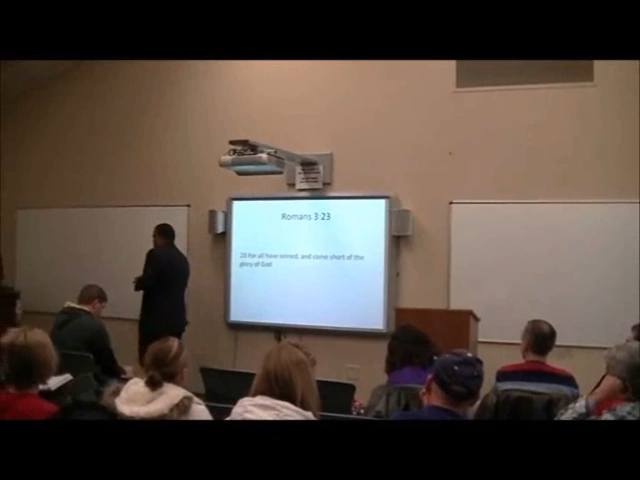 Romans 3:23
23 For all have sinned, and come short of the
glory of God